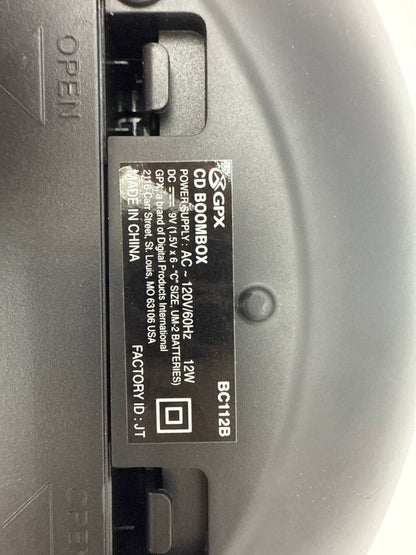 OPEN
GPX
CD BOOMBOX BC112B
POWER SUPPLY : AC ~ 120V/60Hz 12W
DC 9V (1.5V x 6 - "C" SIZE, UM-2 BATTERIES)
GPX, a brand of Digital Products International
2116 Carr Street, St. Louis, MO 63106 USA
MADE IN CHINA FACTORY ID : JT
OPEN